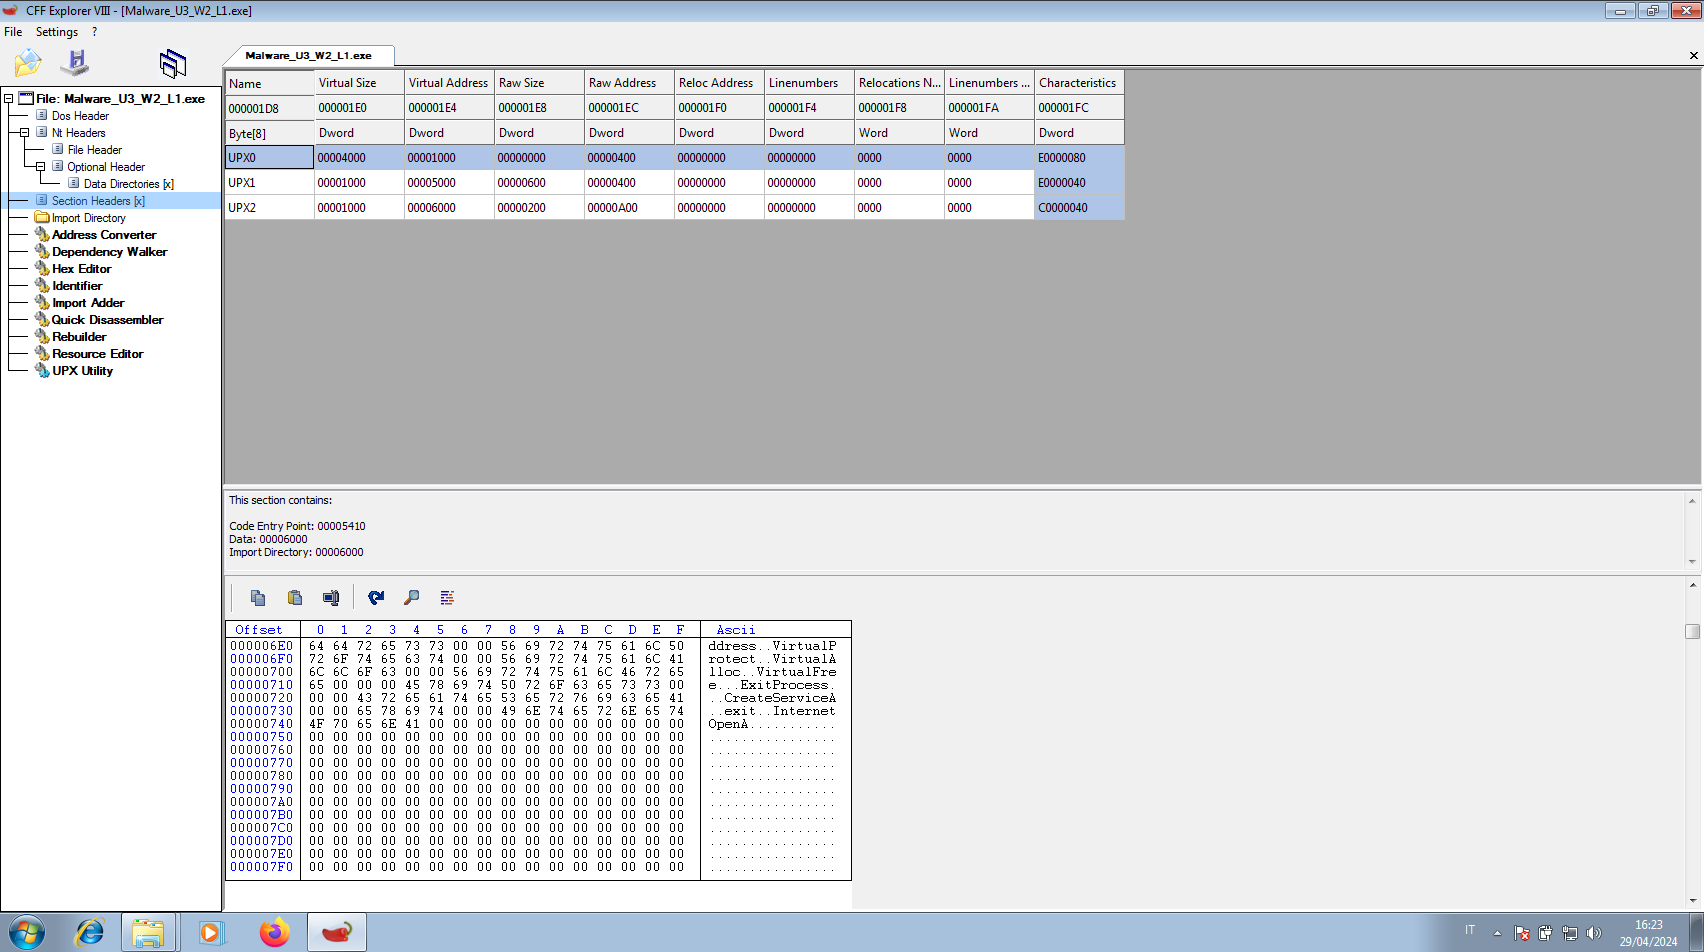 CFF Explorer VIII - [Malware_U3_W2_L1.exe]
File Settings ?
Malware_U3_W2_L1.exe
File: Malware_U3_W2_L1.exe
Dos Header
Nt Headers
File Header
Optional Header
Data Directories [x]
Section Headers [x]
Import Directory
Address Converter
Dependency Walker
Hex Editor
Identifier
Import Adder
Quick Disassembler
Rebuilder
Resource Editor
UPX Utility
Name Virtual Size Virtual Address Raw Size Raw Address Reloc Address Linenumbers Relocations N... Linenumbers ... Characteristics
000001D8 000001E0 000001E4 000001E8 000001EC 000001F0 000001F4 000001F8 000001FA 000001FC
Byte[8] Dword Dword Dword Dword Dword Dword Word Word Dword
UPX0 00004000 00001000 00000000 00000400 00000000 00000000 0000 0000 E0000080
UPX1 00001000 00005000 00000600 00000400 00000000 00000000 0000 0000 E0000040
UPX2 00001000 00006000 00000200 00000A00 00000000 00000000 0000 0000 C0000040
This section contains:
Code Entry Point: 00005410
Data: 00006000
Import Directory: 00006000
Offset 0 1 2 3 4 5 6 7 8 9 A B C D E F Ascii
000006E0 64 64 72 65 73 73 00 00 56 69 72 74 75 61 6C 50 ddress..VirtualP
000006F0 72 6F 74 65 63 74 00 00 56 69 72 74 75 61 6C 41 rotect..VirtualA
00000700 6C 6C 6F 63 00 00 56 69 72 74 75 61 6C 46 72 65 lloc..VirtualFre
00000710 65 00 00 00 45 78 69 74 50 72 6F 63 65 73 73 00 e...ExitProcess.
00000720 00 00 43 72 65 61 74 65 53 65 72 76 69 63 65 41 ..CreateServiceA
00000730 00 00 65 78 69 74 00 00 49 6E 74 65 72 6E 65 74 ..exit..Internet
00000740 4F 70 65 6E 41 00 00 00 00 00 00 00 00 00 00 00 OpenA...........
00000750 00 00 00 00 00 00 00 00 00 00 00 00 00 00 00 00 ................
00000760 00 00 00 00 00 00 00 00 00 00 00 00 00 00 00 00 ................
00000770 00 00 00 00 00 00 00 00 00 00 00 00 00 00 00 00 ................
00000780 00 00 00 00 00 00 00 00 00 00 00 00 00 00 00 00 ................
00000790 00 00 00 00 00 00 00 00 00 00 00 00 00 00 00 00 ................
000007A0 00 00 00 00 00 00 00 00 00 00 00 00 00 00 00 00 ................
000007B0 00 00 00 00 00 00 00 00 00 00 00 00 00 00 00 00 ................
000007C0 00 00 00 00 00 00 00 00 00 00 00 00 00 00 00 00 ................
000007D0 00 00 00 00 00 00 00 00 00 00 00 00 00 00 00 00 ................
000007E0 00 00 00 00 00 00 00 00 00 00 00 00 00 00 00 00 ................
000007F0 00 00 00 00 00 00 00 00 00 00 00 00 00 00 00 00 ................
IT
16:23
29/04/2024